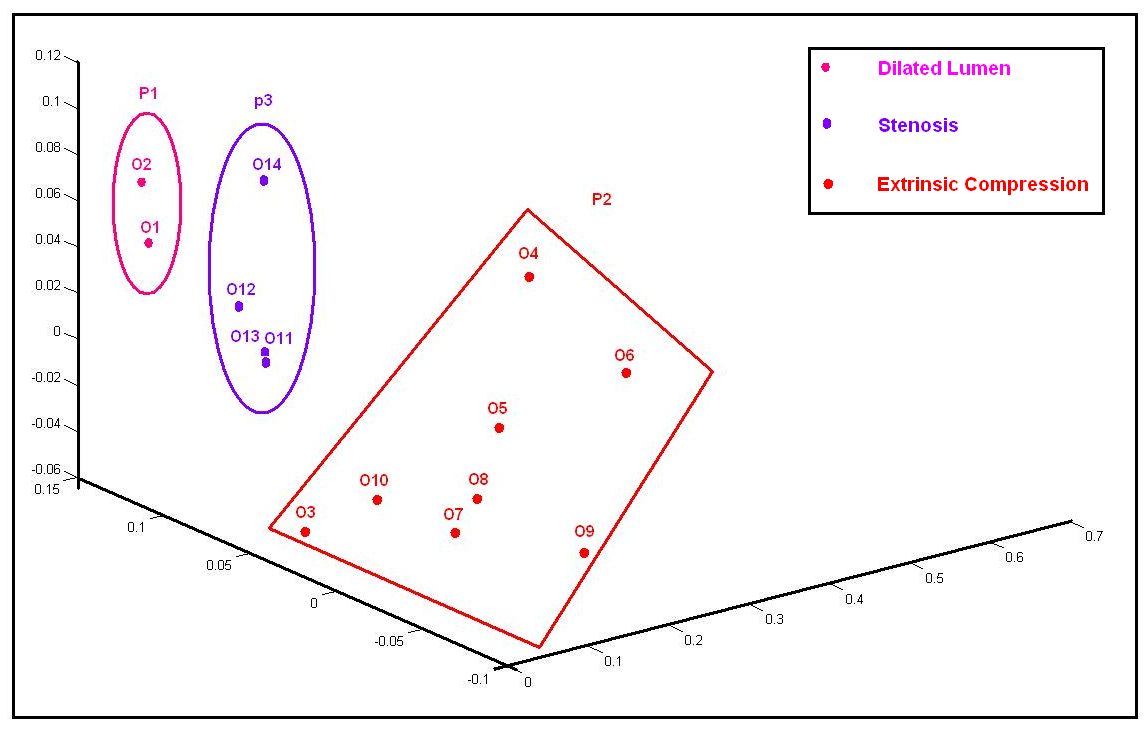 0.12
0.1
0.08
0.06
0.04
0.02
0
-0.02
-0.04
-0.06
0.15
0.1
0.05
0
-0.05
-0.1
0
0.1
0.2
0.3
0.4
0.5
0.6
0.7
P1
O2
O1
p3
O14
O12
O13 O11
P2
O4
O6
O5
O10
O8
O3
O7
O9
Dilated Lumen
Stenosis
Extrinsic Compression